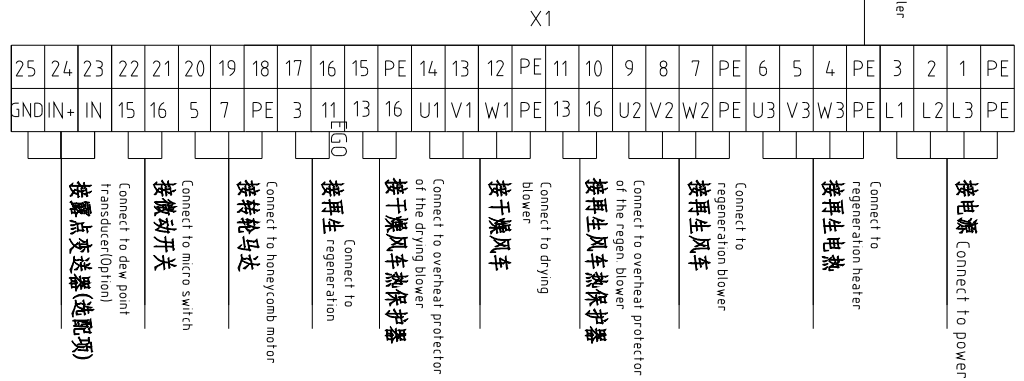 X1
ler
25 24 23 22 21 20 19 18 17 16 15 PE 14 13 12 PE 11 10 9 8 7 PE 6 5 4 PE 3 2 1 PE
GND IN+ IN 15 16 5 7 PE 3 11 13 16 U1 V1 W1 PE 13 16 U2 V2 W2 PE U3 V3 W3 PE L1 L2 L3 PE
EGO
Connect to dew point
transducer(Option)
接露点变送器(选配项)
Connect to micro switch
接微动开关
Connect to honeycomb motor
接转轮马达
Connect to
接再生 regeneration
Connect to overheat protector
of the drying blower
接干燥风车热保护器
Connect to drying
blower
接干燥风车
Connect to overheat protector
of the regen. blower
接再生风车热保护器
Connect to
regeneration blower
接再生风车
Connect to
regeneration heater
接再生电热
接电源 Connect to power